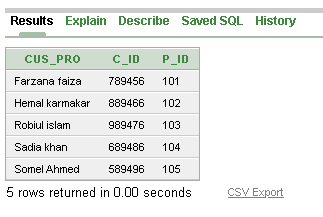 Results Explain Describe Saved SQL History
CUS_PRO C_ID P_ID
Farzana faiza 789456 101
Hemal karmakar 889466 102
Robiul islam 989476 103
Sadia khan 689486 104
Somel Ahmed 589496 105
5 rows returned in 0.00 seconds CSV Export